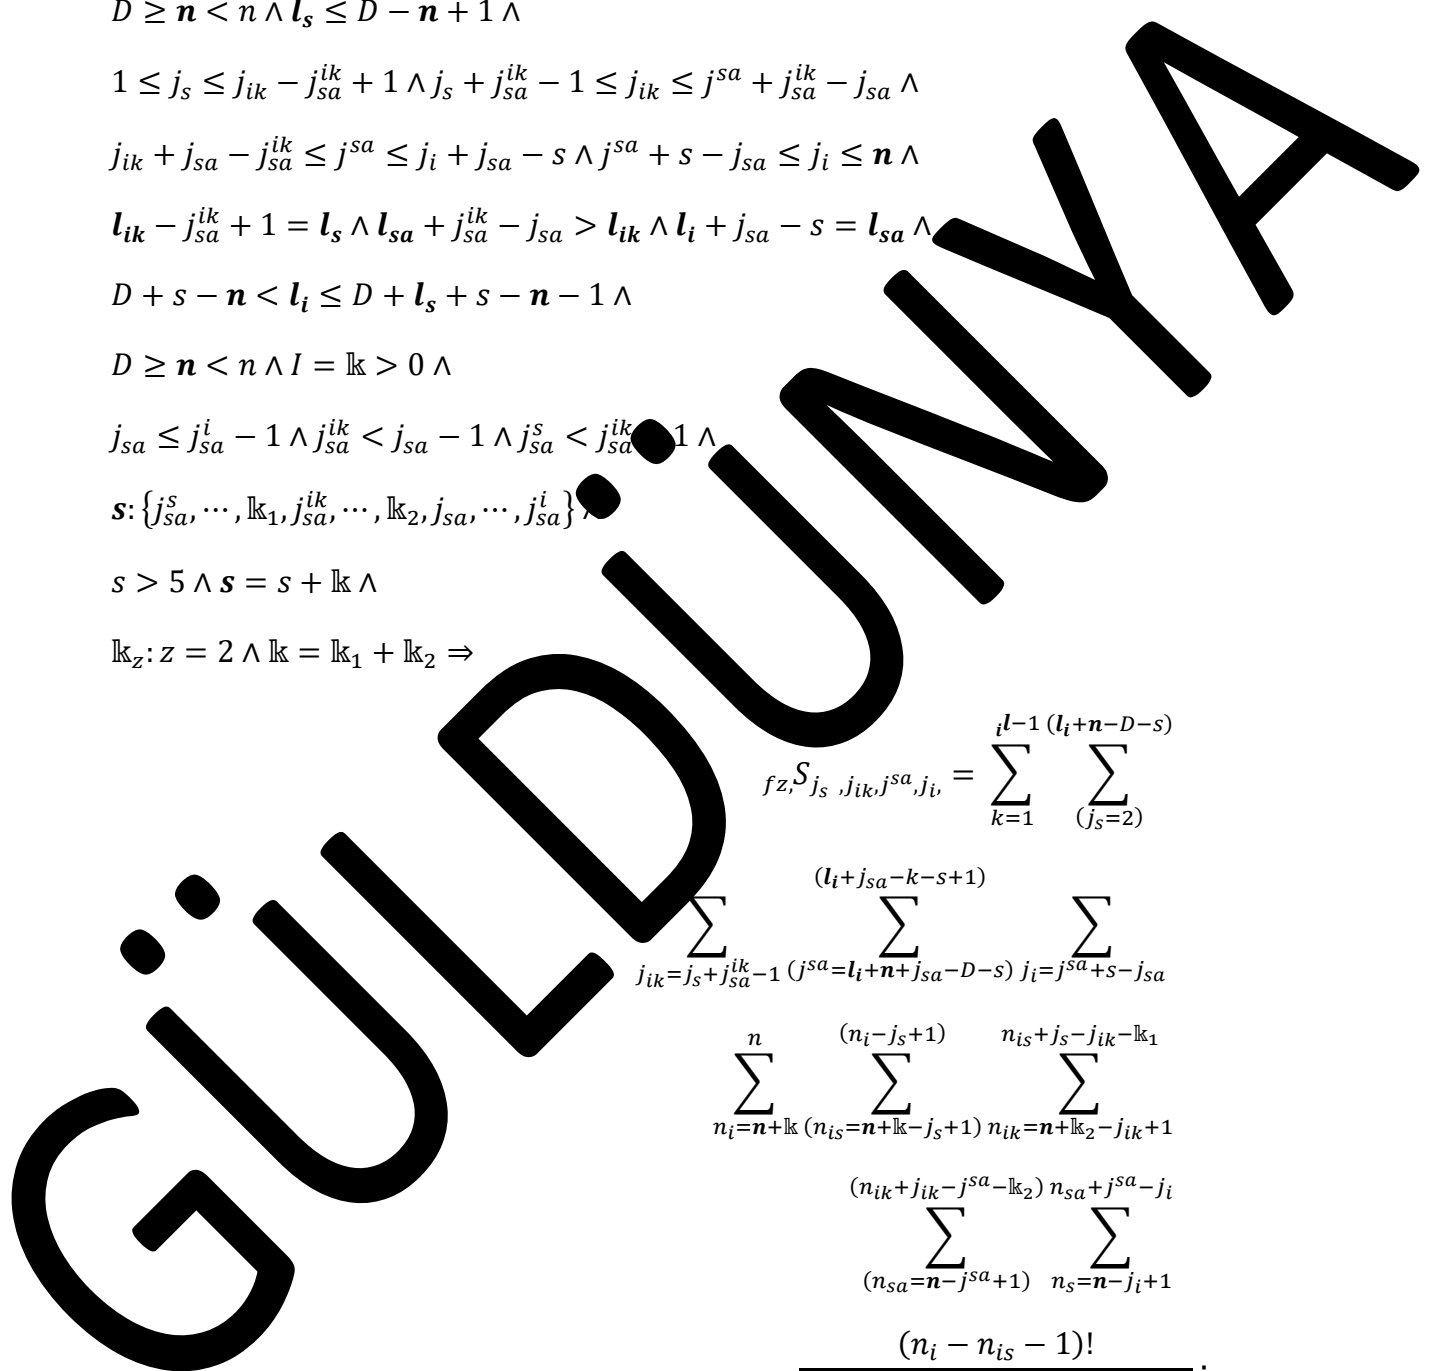 D ≥ 𝒏 < n ∧ 𝒍_𝒔 ≤ D − 𝒏 + 1 ∧
1 ≤ j_s ≤ j_{ik} − j_{sa}^{ik} + 1 ∧ j_s + j_{sa}^{ik} − 1 ≤ j_{ik} ≤ j^{sa} + j_{sa}^{ik} − j_{sa} ∧
j_{ik} + j_{sa} − j_{sa}^{ik} ≤ j^{sa} ≤ j_i + j_{sa} − s ∧ j^{sa} + s − j_{sa} ≤ j_i ≤ 𝒏 ∧
𝒍_{𝒊𝒌} − j_{sa}^{ik} + 1 = 𝒍_𝒔 ∧ 𝒍_{𝒔𝒂} + j_{sa}^{ik} − j_{sa} > 𝒍_{𝒊𝒌} ∧ 𝒍_𝒊 + j_{sa} − s = 𝒍_{𝒔𝒂} ∧
D + s − 𝒏 < 𝒍_𝒊 ≤ D + 𝒍_𝒔 + s − 𝒏 − 1 ∧
D ≥ 𝒏 < n ∧ I = 𝕜 > 0 ∧
j_{sa} ≤ j_{sa}^i − 1 ∧ j_{sa}^{ik} < j_{sa} − 1 ∧ j_{sa}^s < j_{sa}^{ik} 1 ∧
𝒔: {j_{sa}^s, ⋯, 𝕜_1, j_{sa}^{ik}, ⋯, 𝕜_2, j_{sa}, ⋯, j_{sa}^i} ∧
s > 5 ∧ 𝒔 = s + 𝕜 ∧
𝕜_z: z = 2 ∧ 𝕜 = 𝕜_1 + 𝕜_2 ⇒
_{fz,}S_{j_s ,j_{ik},j^{sa},j_i,} = ∑_{k=1}^{_𝒊𝒍−1} ∑_{(j_s=2)}^{(𝒍_𝒊+𝒏−D−s)}
∑_{j_{ik}=j_s+j_{sa}^{ik}−1} ∑_{(j^{sa}=𝒍_𝒊+𝒏+j_{sa}−D−s)}^{(𝒍_𝒊+j_{sa}−k−s+1)} ∑_{j_i=j^{sa}+s−j_{sa}}
∑_{n_i=𝒏+𝕜}^{n} ∑_{(n_{is}=𝒏+𝕜−j_s+1)}^{(n_i−j_s+1)} ∑_{n_{ik}=𝒏+𝕜_2−j_{ik}+1}^{n_{is}+j_s−j_{ik}−𝕜_1}
∑_{(n_{sa}=𝒏−j^{sa}+1)}^{(n_{ik}+j_{ik}−j^{sa}−𝕜_2)} ∑_{n_s=𝒏−j_i+1}^{n_{sa}+j^{sa}−j_i}
(n_i − n_{is} − 1)! ·
GÜLDÜNYA